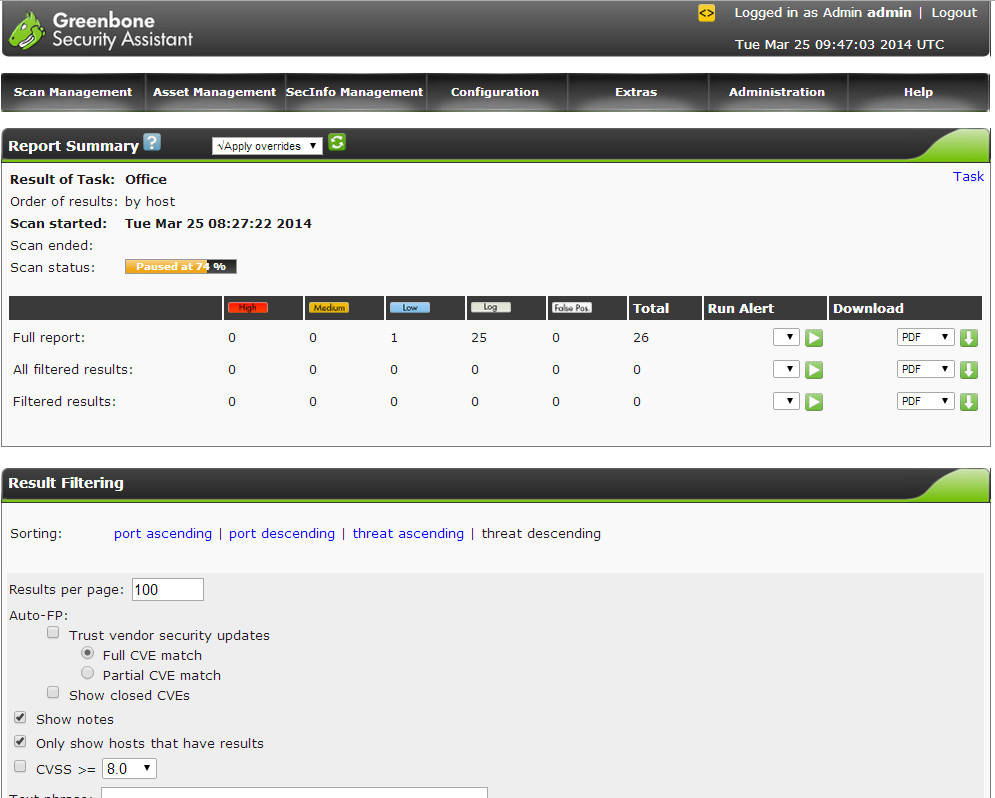 Greenbone
Security Assistant
<> Logged in as Admin admin | Logout
Tue Mar 25 09:47:03 2014 UTC
Scan Management Asset Management SecInfo Management Configuration Extras Administration Help
Report Summary ? √Apply overrides
Result of Task: Office Task
Order of results: by host
Scan started: Tue Mar 25 08:27:22 2014
Scan ended:
Scan status: Paused at 74 %
High Medium Low Log False Pos. Total Run Alert Download
Full report: 0 0 1 25 0 26 PDF
All filtered results: 0 0 0 0 0 0 PDF
Filtered results: 0 0 0 0 0 0 PDF
Result Filtering
Sorting: port ascending | port descending | threat ascending | threat descending
Results per page: 100
Auto-FP:
Trust vendor security updates
Full CVE match
Partial CVE match
Show closed CVEs
Show notes
Only show hosts that have results
CVSS >= 8.0
Text phrase: